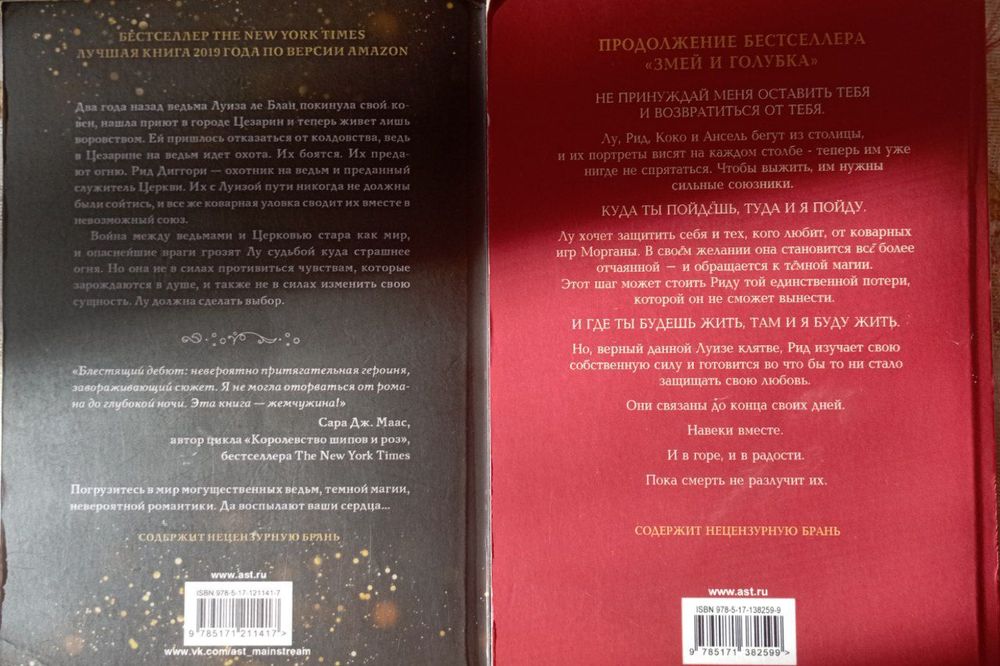 БЕСТСЕЛЛЕР THE NEW YORK TIMES
ЛУЧШАЯ КНИГА 2019 ГОДА ПО ВЕРСИИ AMAZON
Два года назад ведьма Луиза ле Блан покинула свой ко-
вен, нашла приют в городе Цезарин и теперь живет лишь
воровством. Ей пришлось отказаться от колдовства, ведь
в Цезарине на ведьм идет охота. Их боятся. Их преда-
ют огню. Рид Диггори — охотник на ведьм и преданный
служитель Церкви. Их с Луизой пути никогда не должны
были сойтись, и все же коварная уловка сводит их вместе в
невозможный союз.
Война между ведьмами и Церковью стара как мир,
и опаснейшие враги грозят Лу судьбой куда страшнее
огня. Но она не в силах противиться чувствам, которые
зарождаются в душе, и также не в силах изменить свою
сущность. Лу должна сделать выбор.
«Блестящий дебют: невероятно притягательная героиня,
завораживающий сюжет. Я не могла оторваться от рома-
на до глубокой ночи. Эта книга — жемчужина!»
Сара Дж. Маас,
автор цикла «Королевство шипов и роз»,
бестселлера The New York Times
Погрузитесь в мир могущественных ведьм, темной магии,
невероятной романтики. Да воспылают ваши сердца...
СОДЕРЖИТ НЕЦЕНЗУРНУЮ БРАНЬ
www.ast.ru
ISBN 978-5-17-121141-7
9 785171 211417 >
www.vk.com/ast_mainstream
ПРОДОЛЖЕНИЕ БЕСТСЕЛЛЕРА
«ЗМЕЙ И ГОЛУБКА»
НЕ ПРИНУЖДАЙ МЕНЯ ОСТАВИТЬ ТЕБЯ
И ВОЗВРАТИТЬСЯ ОТ ТЕБЯ.
Лу, Рид, Коко и Ансель бегут из столицы,
и их портреты висят на каждом столбе - теперь им уже
нигде не спрятаться. Чтобы выжить, им нужны
сильные союзники.
КУДА ТЫ ПОЙДЁШЬ, ТУДА И Я ПОЙДУ.
Лу хочет защитить себя и тех, кого любит, от коварных
игр Морганы. В своём желании она становится всё более
отчаянной — и обращается к тёмной магии.
Этот шаг может стоить Риду той единственной потери,
которой он не сможет вынести.
И ГДЕ ТЫ БУДЕШЬ ЖИТЬ, ТАМ И Я БУДУ ЖИТЬ.
Но, верный данной Луизе клятве, Рид изучает свою
собственную силу и готовится во что бы то ни стало
защищать свою любовь.
Они связаны до конца своих дней.
Навеки вместе.
И в горе, и в радости.
Пока смерть не разлучит их.
СОДЕРЖИТ НЕЦЕНЗУРНУЮ БРАНЬ
www.ast.ru
ISBN 978-5-17-138259-9
9 785171 382599 >